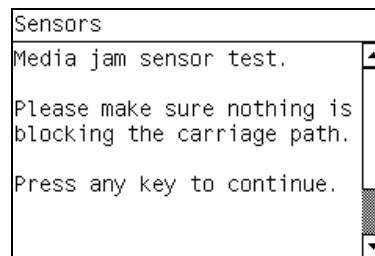 Sensors
Media jam sensor test.
Please make sure nothing is
blocking the carriage path.
Press any key to continue.